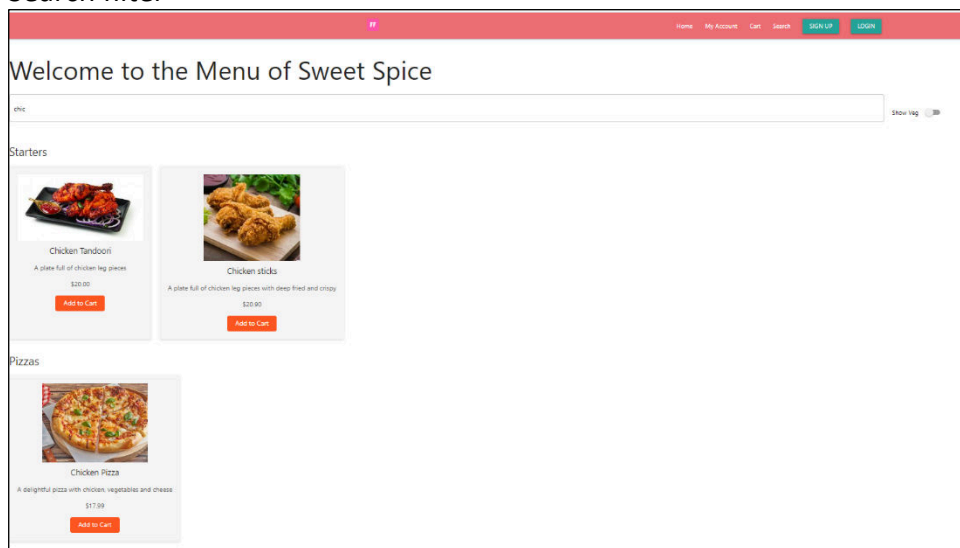 Search filter
FF
Home My Account Cart Search SIGN UP LOGIN
Welcome to the Menu of Sweet Spice
chic
Show Veg
Starters
Chicken Tandoori
A plate full of chicken leg pieces
$20.00
Add to Cart
Chicken sticks
A plate full of chicken leg pieces with deep fried and crispy
$20.90
Add to Cart
Pizzas
Chicken Pizza
A delightful pizza with chicken, vegetables and cheese
$17.99
Add to Cart